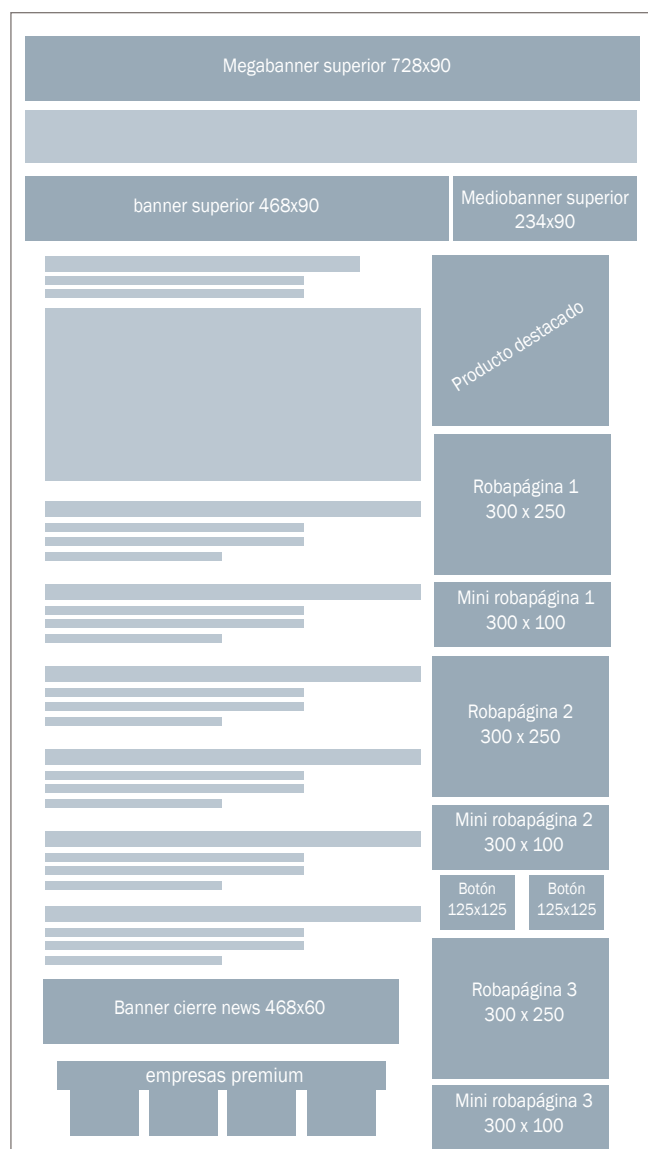 Megabanner superior 728x90
banner superior 468x90
Mediobanner superior
234x90
Producto destacado
Robapágina 1
300 x 250
Mini robapágina 1
300 x 100
Robapágina 2
300 x 250
Mini robapágina 2
300 x 100
Botón
125x125
Botón
125x125
Robapágina 3
300 x 250
Banner cierre news 468x60
empresas premium
Mini robapágina 3
300 x 100